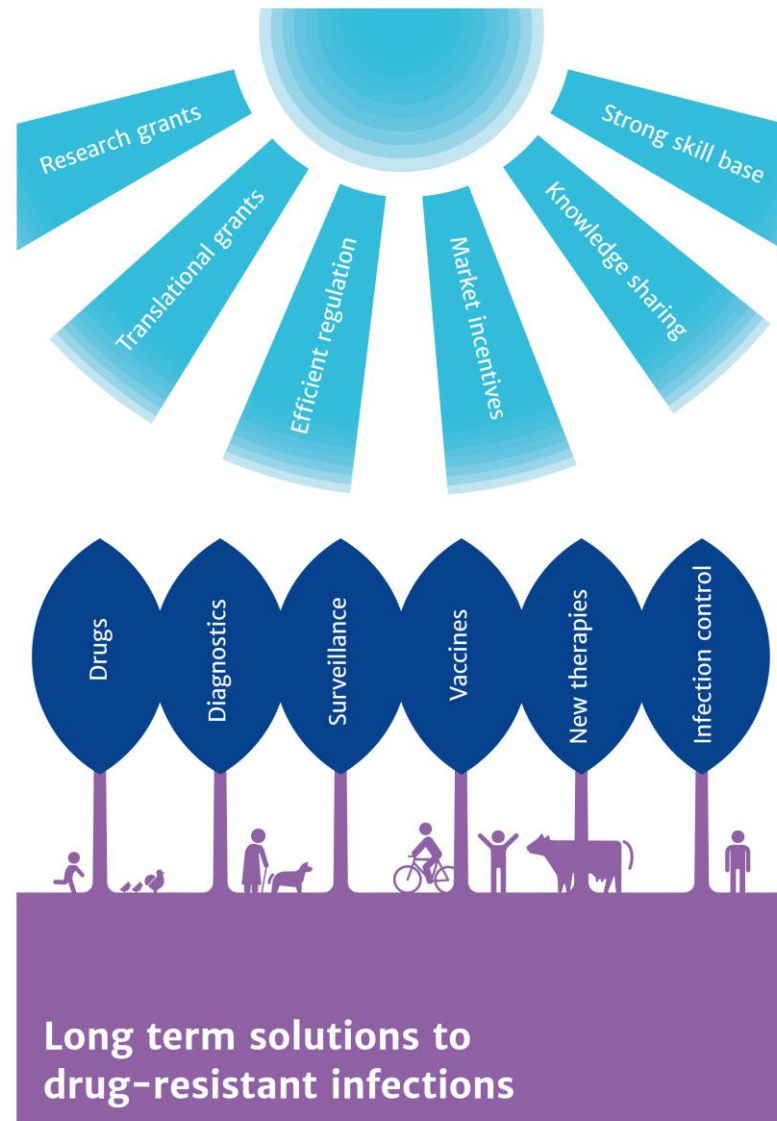 Research grants
Translational grants
Efficient regulation
Market incentives
Knowledge sharing
Strong skill base
Drugs
Diagnostics
Surveillance
Vaccines
New therapies
Infection control
Long term solutions to
drug-resistant infections